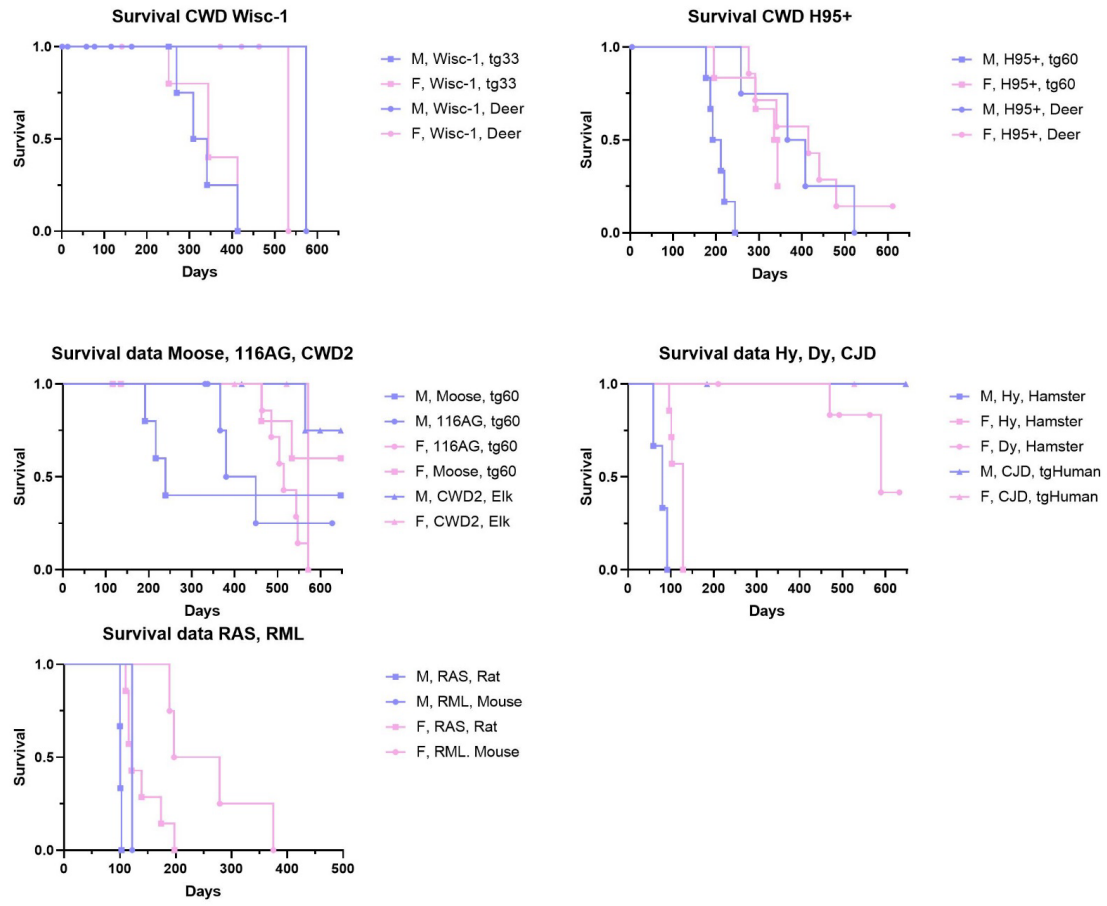 Survival CWD Wisc-1
Survival
1.0
0.5
0.0
0 100 200 300 400 500 600
Days
M, Wisc-1, tg33
F, Wisc-1, tg33
M, Wisc-1, Deer
F, Wisc-1, Deer
Survival CWD H95+
Survival
1.0
0.5
0.0
0 100 200 300 400 500 600
Days
M, H95+, tg60
F, H95+, tg60
M, H95+, Deer
F, H95+, Deer
Survival data Moose, 116AG, CWD2
Survival
1.0
0.5
0.0
0 100 200 300 400 500 600
Days
M, Moose, tg60
M, 116AG, tg60
F, 116AG, tg60
F, Moose, tg60
M, CWD2, Elk
F, CWD2, Elk
Survival data Hy, Dy, CJD
Survival
1.0
0.5
0.0
0 100 200 300 400 500 600
Days
M, Hy, Hamster
F, Hy, Hamster
F, Dy, Hamster
M, CJD, tgHuman
F, CJD, tgHuman
Survival data RAS, RML
Survival
1.0
0.5
0.0
0 100 200 300 400 500
Days
M, RAS, Rat
M, RML, Mouse
F, RAS, Rat
F, RML. Mouse